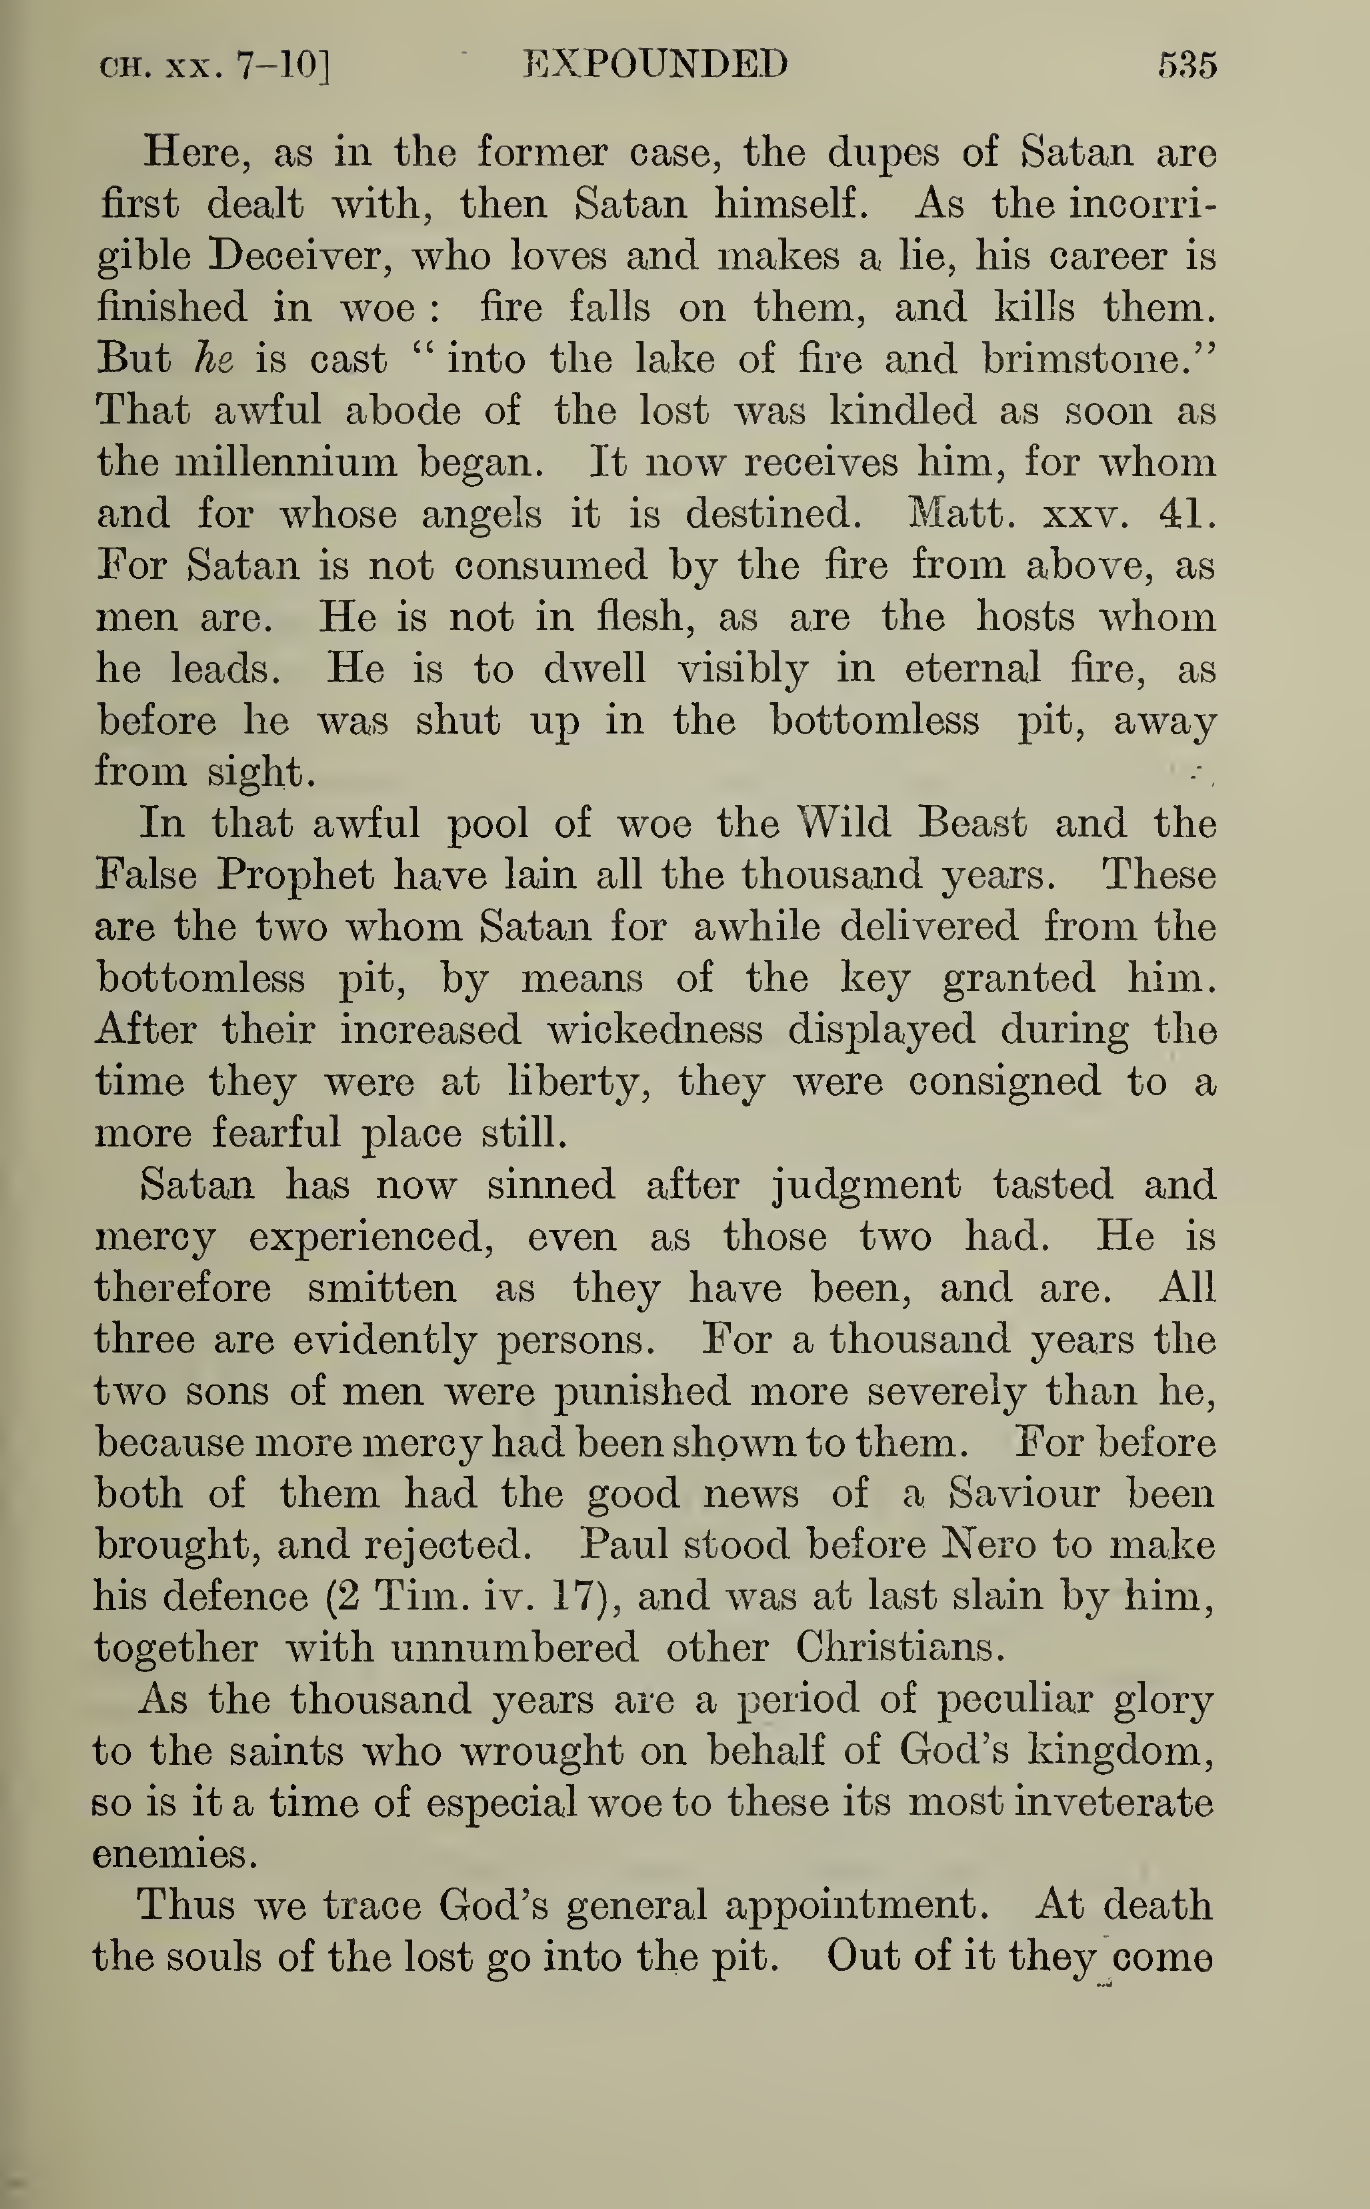 CH. XX. 7–10] EXPOUNDED 535
Here, as in the former case, the dupes of Satan are
first dealt with, then Satan himself. As the incorri-
gible Deceiver, who loves and makes a lie, his career is
finished in woe : fire falls on them, and kills them.
But he is cast “ into the lake of fire and brimstone.”
That awful abode of the lost was kindled as soon as
the millennium began. It now receives him, for whom
and for whose angels it is destined. Matt. xxv. 41.
For Satan is not consumed by the fire from above, as
men are. He is not in flesh, as are the hosts whom
he leads. He is to dwell visibly in eternal fire, as
before he was shut up in the bottomless pit, away
from sight.
In that awful pool of woe the Wild Beast and the
False Prophet have lain all the thousand years. These
are the two whom Satan for awhile delivered from the
bottomless pit, by means of the key granted him.
After their increased wickedness displayed during the
time they were at liberty, they were consigned to a
more fearful place still.
Satan has now sinned after judgment tasted and
mercy experienced, even as those two had. He is
therefore smitten as they have been, and are. All
three are evidently persons. For a thousand years the
two sons of men were punished more severely than he,
because more mercy had been shown to them. For before
both of them had the good news of a Saviour been
brought, and rejected. Paul stood before Nero to make
his defence (2 Tim. iv. 17), and was at last slain by him,
together with unnumbered other Christians.
As the thousand years are a period of peculiar glory
to the saints who wrought on behalf of God’s kingdom,
so is it a time of especial woe to these its most inveterate
enemies.
Thus we trace God’s general appointment. At death
the souls of the lost go into the pit. Out of it they come